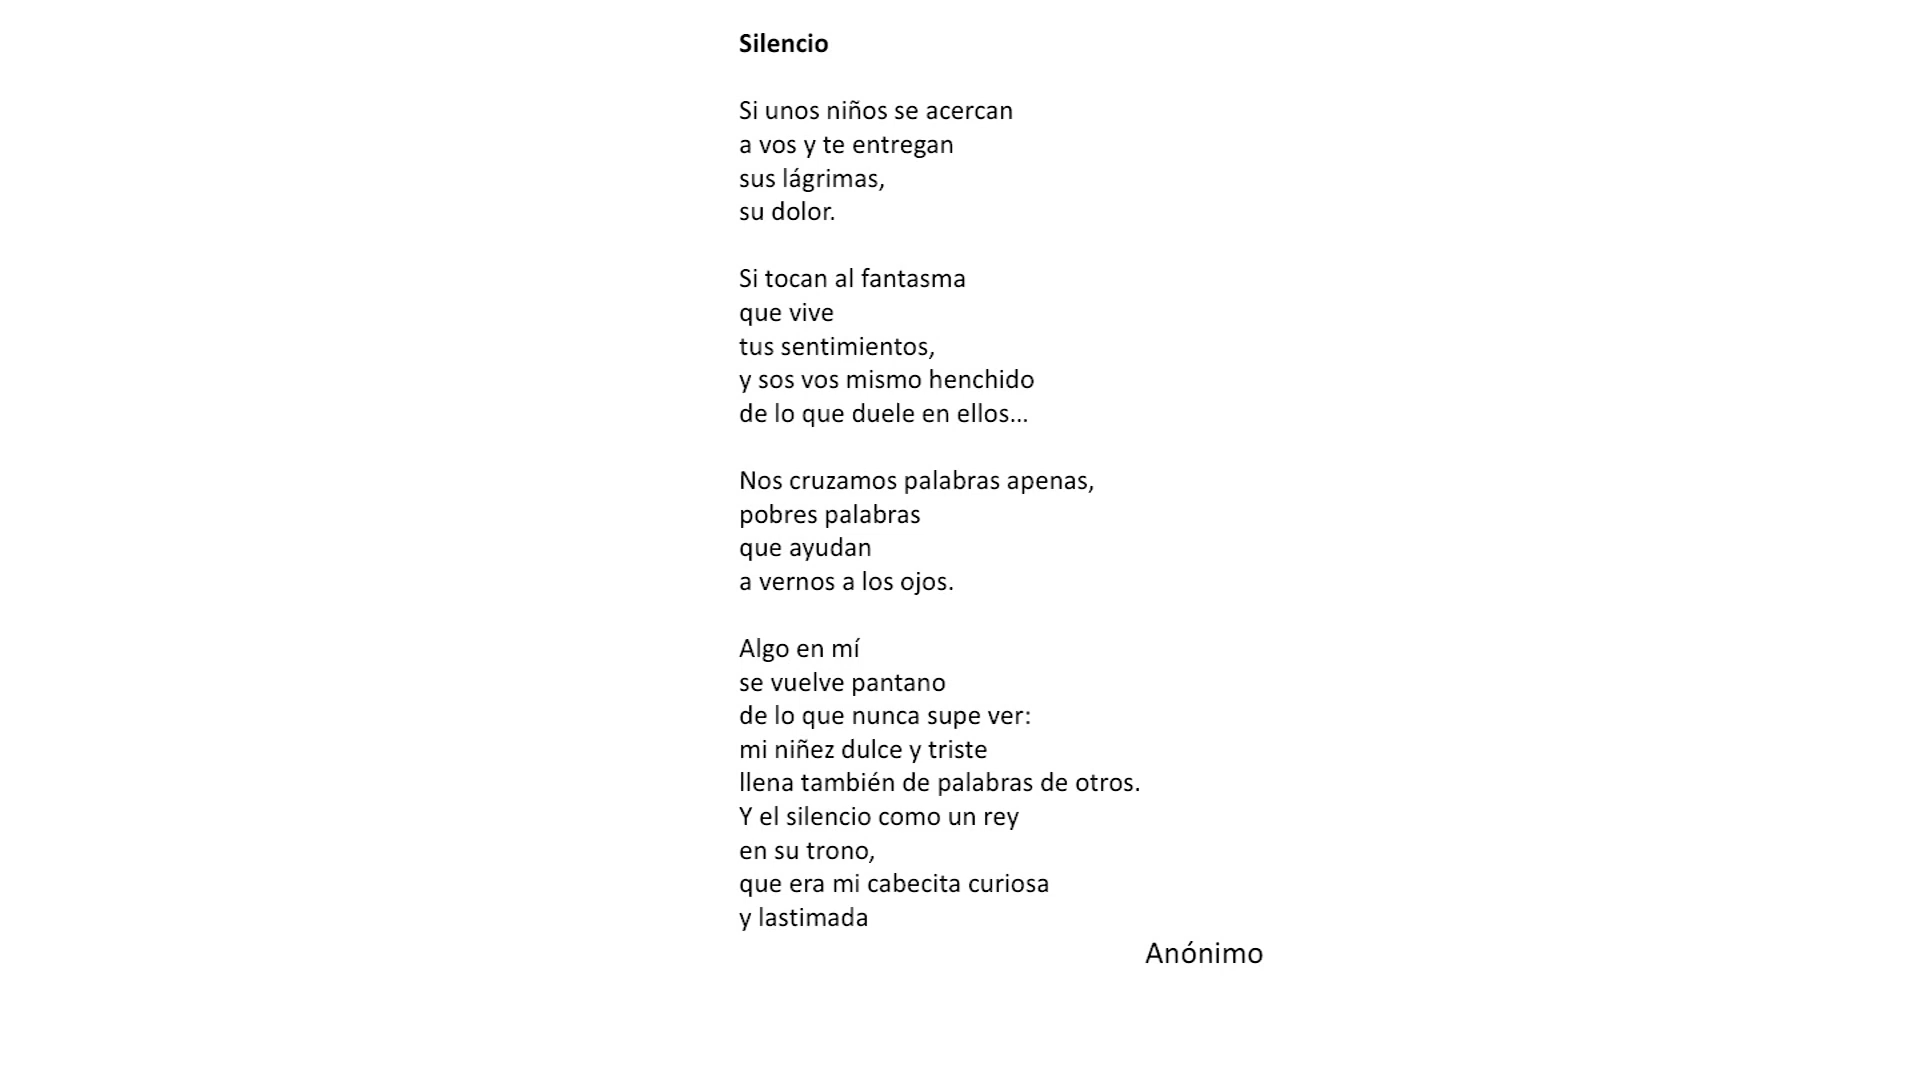 Silencio
Si unos niños se acercan
a vos y te entregan
sus lágrimas,
su dolor.
Si tocan al fantasma
que vive
tus sentimientos,
y sos vos mismo henchido
de lo que duele en ellos...
Nos cruzamos palabras apenas,
pobres palabras
que ayudan
a vernos a los ojos.
Algo en mí
se vuelve pantano
de lo que nunca supe ver:
mi niñez dulce y triste
llena también de palabras de otros.
Y el silencio como un rey
en su trono,
que era mi cabecita curiosa
y lastimada
Anónimo